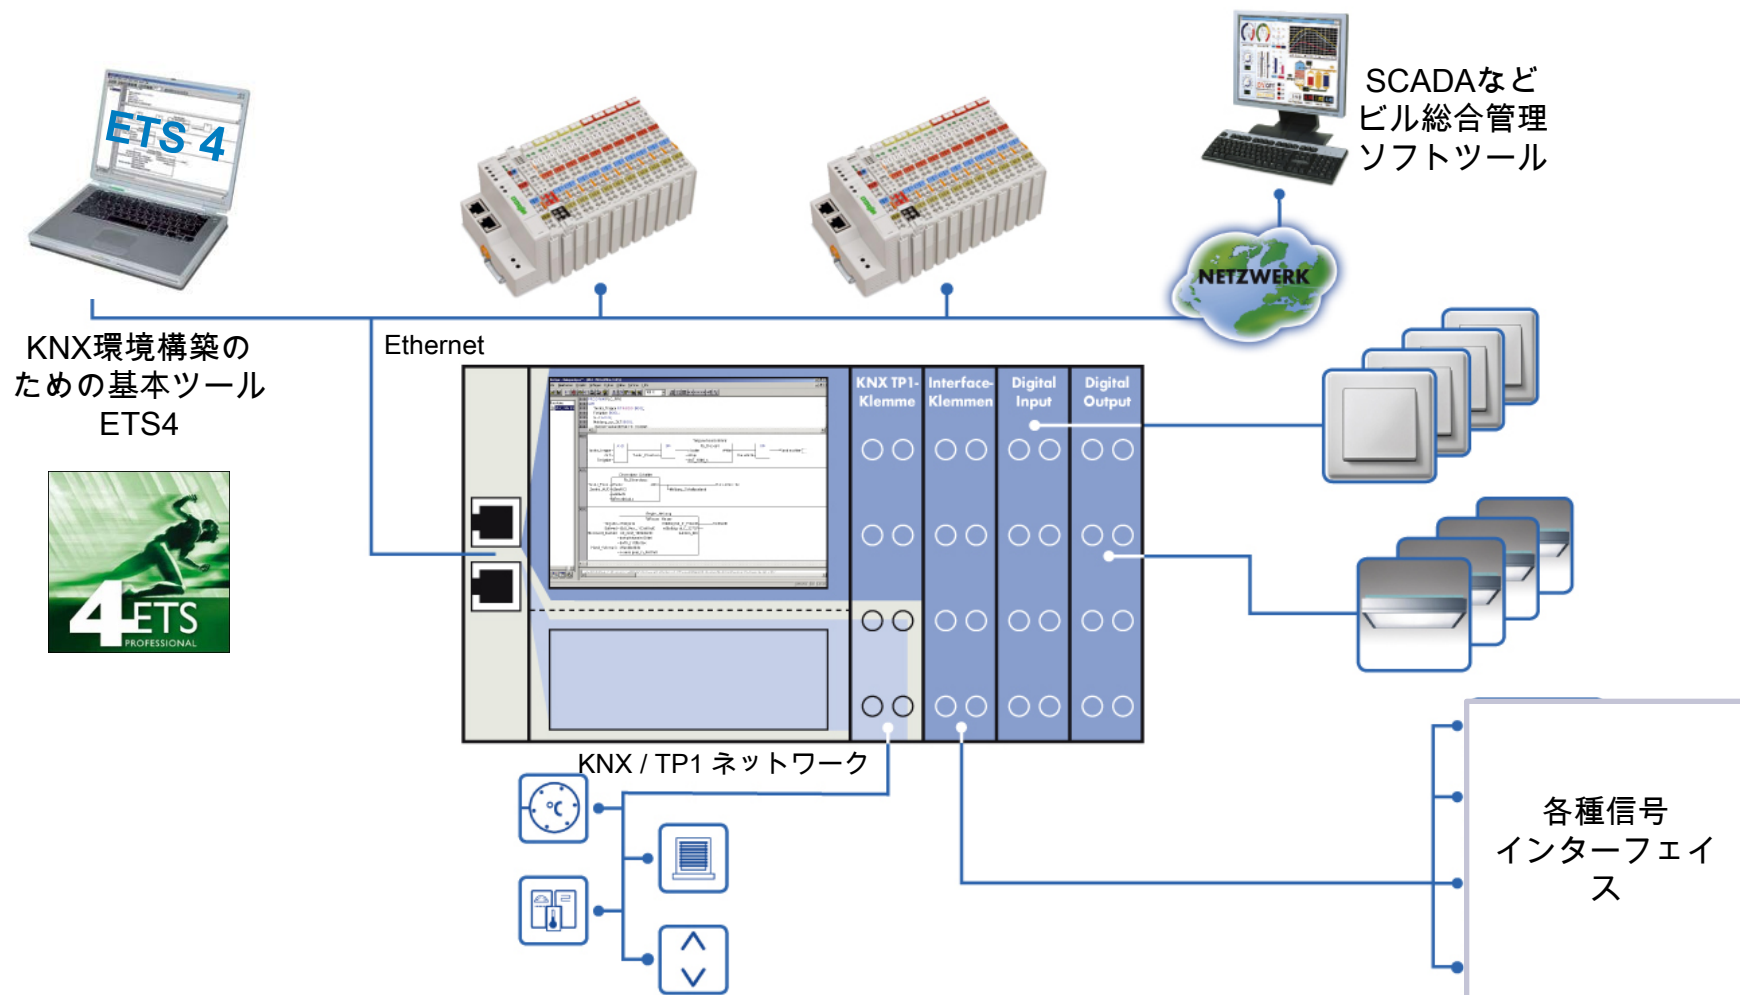 ETS 4
SCADAなど
ビル総合管理
ソフトツール
NETZWERK
KNX環境構築の
ための基本ツール
ETS4
Ethernet
KNX TP1-
Klemme
Interface-
Klemmen
Digital
Input
Digital
Output
4ETS
PROFESSIONAL
KNX / TP1 ネットワーク
°C
各種信号
インターフェイ
ス